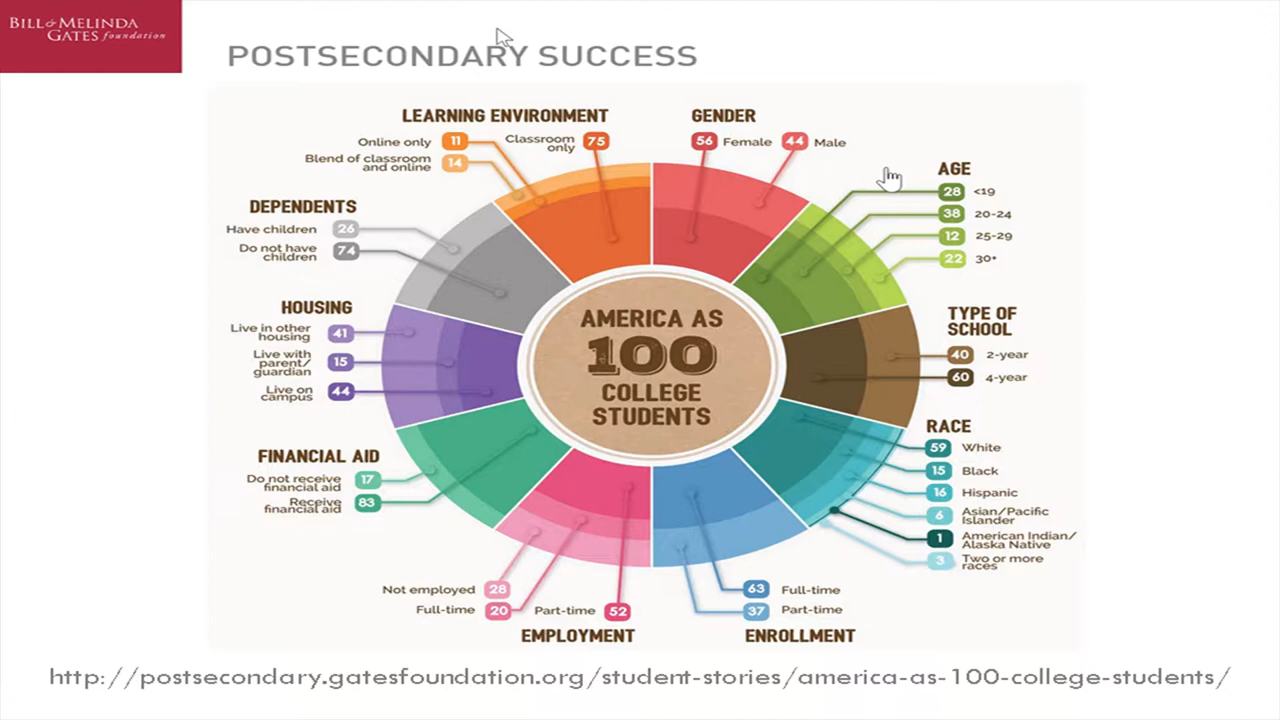 BILL & MELINDA
GATES foundation
POSTSECONDARY SUCCESS
LEARNING ENVIRONMENT
Online only 11
Blend of classroom
and online 14
Classroom
only 75
GENDER
56 Female 44 Male
AGE
28 <19
38 20-24
12 25-29
22 30+
TYPE OF
SCHOOL
40 2-year
60 4-year
RACE
59 White
15 Black
16 Hispanic
6 Asian/Pacific
Islander
1 American Indian/
Alaska Native
3 Two or more
races
ENROLLMENT
63 Full-time
37 Part-time
EMPLOYMENT
Not employed 28
Full-time 20
Part-time 52
FINANCIAL AID
Do not receive
financial aid 17
Receive
financial aid 83
HOUSING
Live in other
housing 41
Live with
parent/
guardian 15
Live on
campus 44
DEPENDENTS
Have children 26
Do not have
children 74
AMERICA AS
100
COLLEGE
STUDENTS
http://postsecondary.gatesfoundation.org/student-stories/america-as-100-college-students/